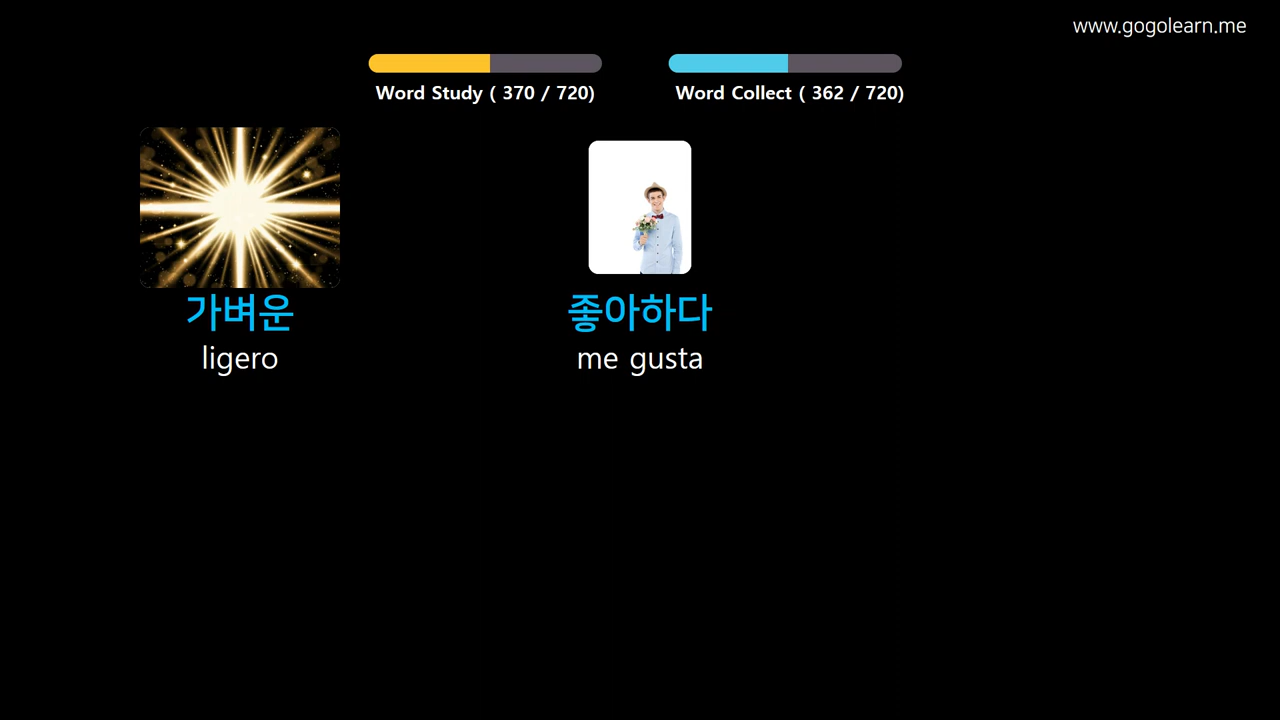 www.gogolearn.me
Word Study ( 370 / 720)
Word Collect ( 362 / 720)
가벼운
ligero
좋아하다
me gusta